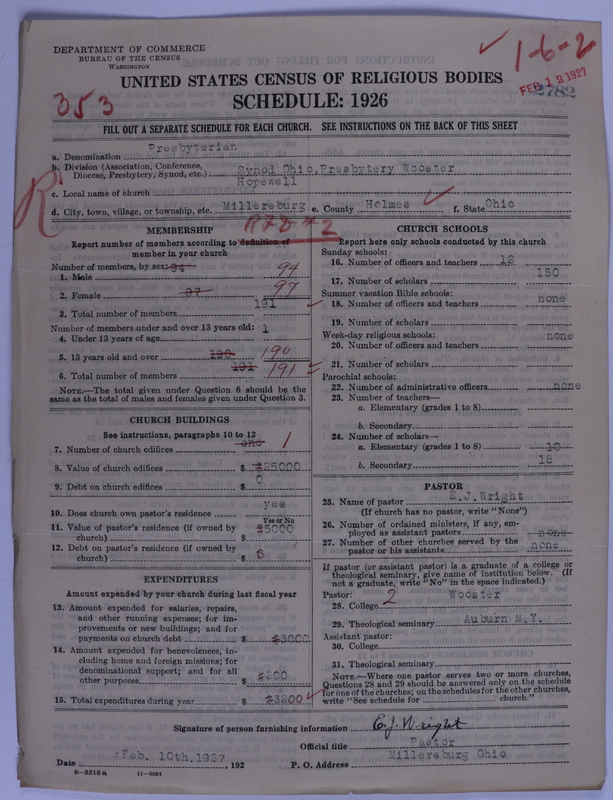 DEPARTMENT OF COMMERCE
BUREAU OF THE CENSUS
WASHINGTON
1-6-2
FEB 12 1927
2782
353
UNITED STATES CENSUS OF RELIGIOUS BODIES
SCHEDULE: 1926
FILL OUT A SEPARATE SCHEDULE FOR EACH CHURCH. SEE INSTRUCTIONS ON THE BACK OF THIS SHEET
a. Denomination Presbyterian
b. Division (Association, Conference, Diocese, Presbytery, Synod, etc.) Synod Ohio, Presbytery Wooster
c. Local name of church Hopewell
d. City, town, village, or township, etc. Millersburg e. County Holmes f. State Ohio
R
RFD #2
MEMBERSHIP
Report number of members according to definition of
member in your church
Number of members, by sex:
1. Male 94
2. Female 97
3. Total number of members 191
Number of members under and over 13 years old:
4. Under 13 years of age 1
5. 13 years old and over 190 190
6. Total number of members 191 191
NOTE.—The total given under Question 6 should be the
same as the total of males and females given under Question 3.
CHURCH BUILDINGS
See instructions, paragraphs 10 to 12
7. Number of church edifices one 1
8. Value of church edifices $ 25000
9. Debt on church edifices $ 0
10. Does church own pastor's residence yes
Yes or No
11. Value of pastor's residence (if owned by
church) $ 5000
12. Debt on pastor's residence (if owned by
church) $ 0
EXPENDITURES
Amount expended by your church during last fiscal year
13. Amount expended for salaries, repairs,
and other running expenses; for im-
provements or new buildings; and for
payments on church debt $ 3000
14. Amount expended for benevolences, in-
cluding home and foreign missions; for
denominational support; and for all
other purposes $ 200
15. Total expenditures during year $ 3200
CHURCH SCHOOLS
Report here only schools conducted by this church
Sunday schools:
16. Number of officers and teachers 12
17. Number of scholars 150
Summer vacation Bible schools:
18. Number of officers and teachers none
19. Number of scholars
Week-day religious schools: none
20. Number of officers and teachers
21. Number of scholars
Parochial schools:
22. Number of administrative officers none
23. Number of teachers—
a. Elementary (grades 1 to 8)
b. Secondary
24. Number of scholars—
a. Elementary (grades 1 to 8) 10
b. Secondary 18
PASTOR
25. Name of pastor E.J.Wright
(If church has no pastor, write "None")
26. Number of ordained ministers, if any, em-
ployed as assistant pastors none
27. Number of other churches served by the
pastor or his assistants none
If pastor (or assistant pastor) is a graduate of a college or
theological seminary, give name of institution below. (If
not a graduate, write "No" in the space indicated.)
Pastor: 2
28. College Wooster
29. Theological seminary Auburn N.Y.
Assistant pastor:
30. College
31. Theological seminary
NOTE.—Where one pastor serves two or more churches,
Questions 28 and 29 should be answered only on the schedule
for one of the churches; on the schedules for the other churches,
write "See schedule for church."
Signature of person furnishing information E.J. Wright
Official title Pastor
Date Feb. 10th, 1927, 192 P. O. Address Millersburg Ohio
8-5518a 11-9064